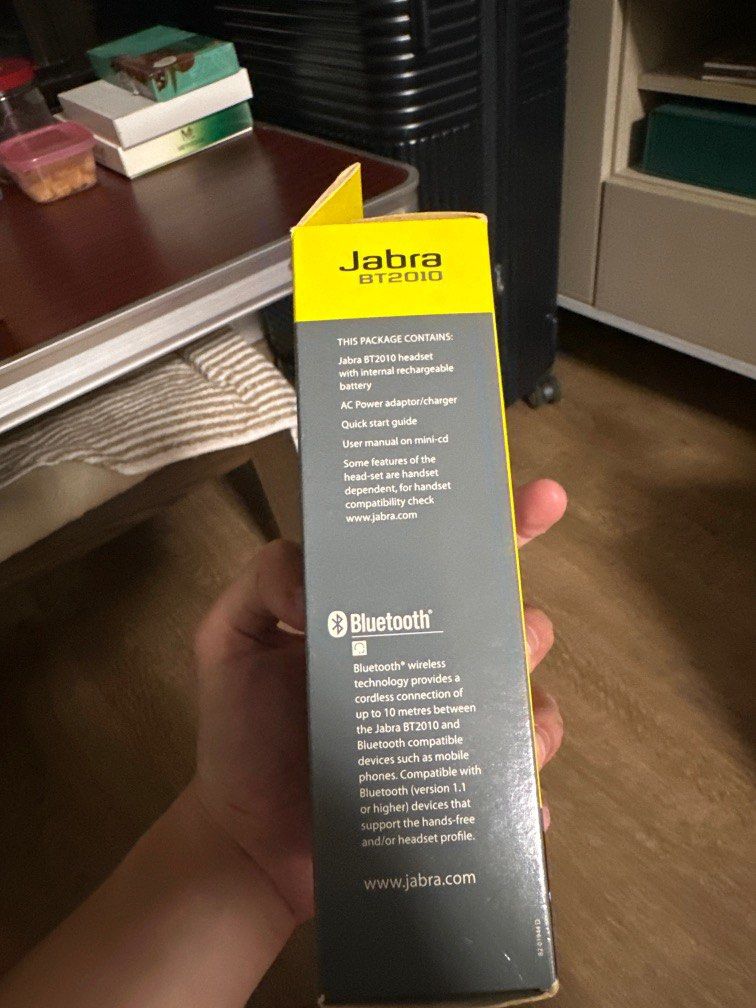 Jabra
BT2010
THIS PACKAGE CONTAINS:
Jabra BT2010 headset
with internal rechargeable
battery
AC Power adaptor/charger
Quick start guide
User manual on mini-cd
Some features of the
head-set are handset
dependent, for handset
compatibility check
www.jabra.com
Bluetooth®
Bluetooth® wireless
technology provides a
cordless connection of
up to 10 metres between
the Jabra BT2010 and
Bluetooth compatible
devices such as mobile
phones. Compatible with
Bluetooth (version 1.1
or higher) devices that
support the hands-free
and/or headset profile.
www.jabra.com